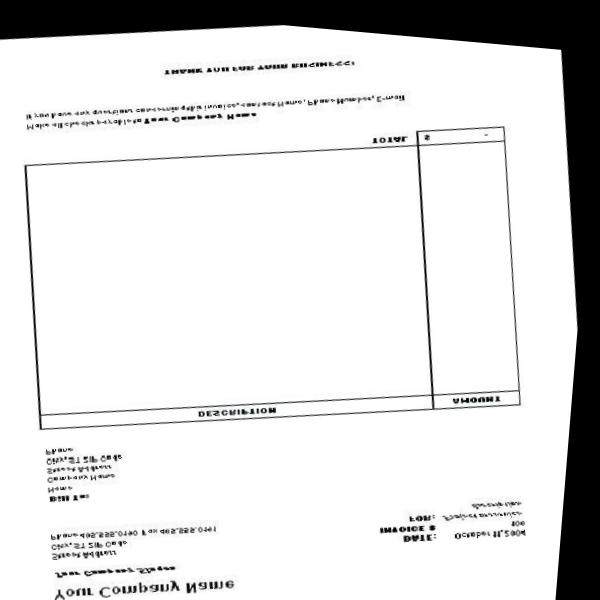 Your Company Name
Your Company Slogan
Street Address
City, ST ZIP Code
Phone 405.555.0190 Fax 405.555.0191
DATE: October 11, 2004
INVOICE # 100
FOR: Project or service
description
Bill To:
Name
Company Name
Street Address
City, ST ZIP Code
Phone
DESCRIPTION AMOUNT
TOTAL $ -
Make all checks payable to Your Company Name
If you have any questions concerning this invoice, contact Name, Phone Number, E-mail
THANK YOU FOR YOUR BUSINESS!